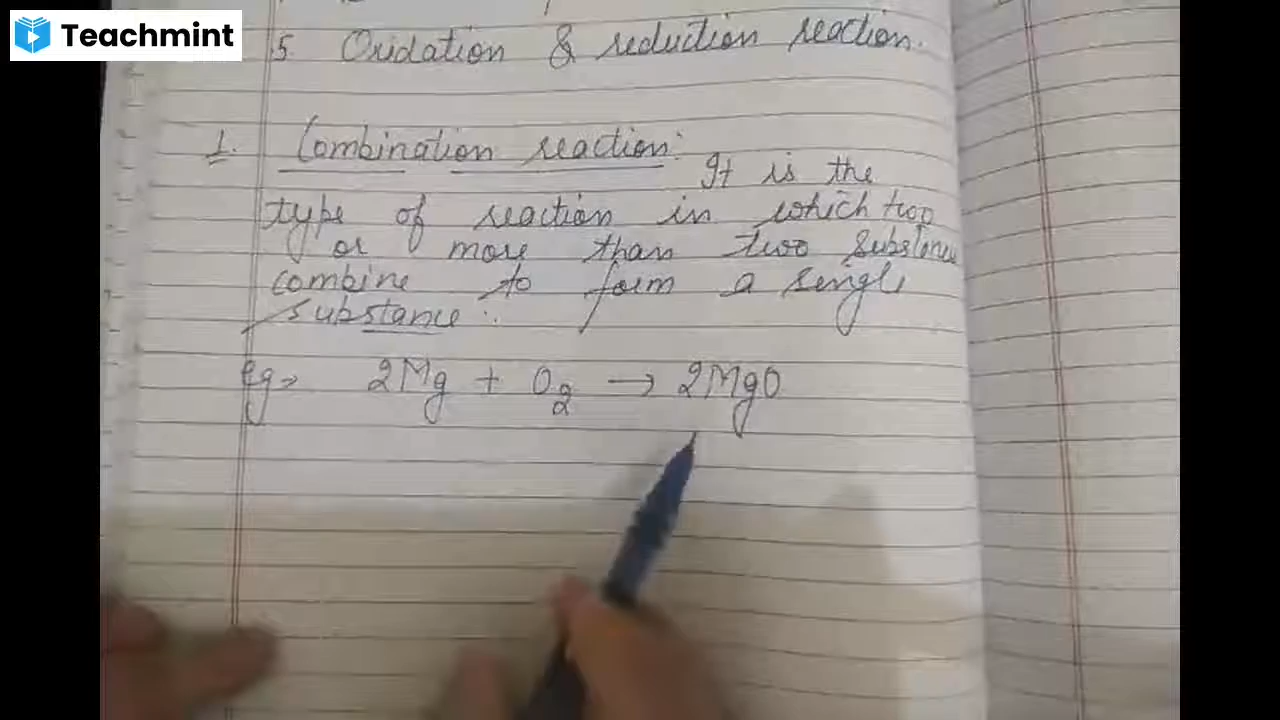 Teachmint
5. Oxidation & reduction reaction.
1. Combination reaction:
It is the
type of reaction in which two
or more than two substance
combine to form a single
substance :.
Eg⇒ 2Mg + O₂ → 2MgO